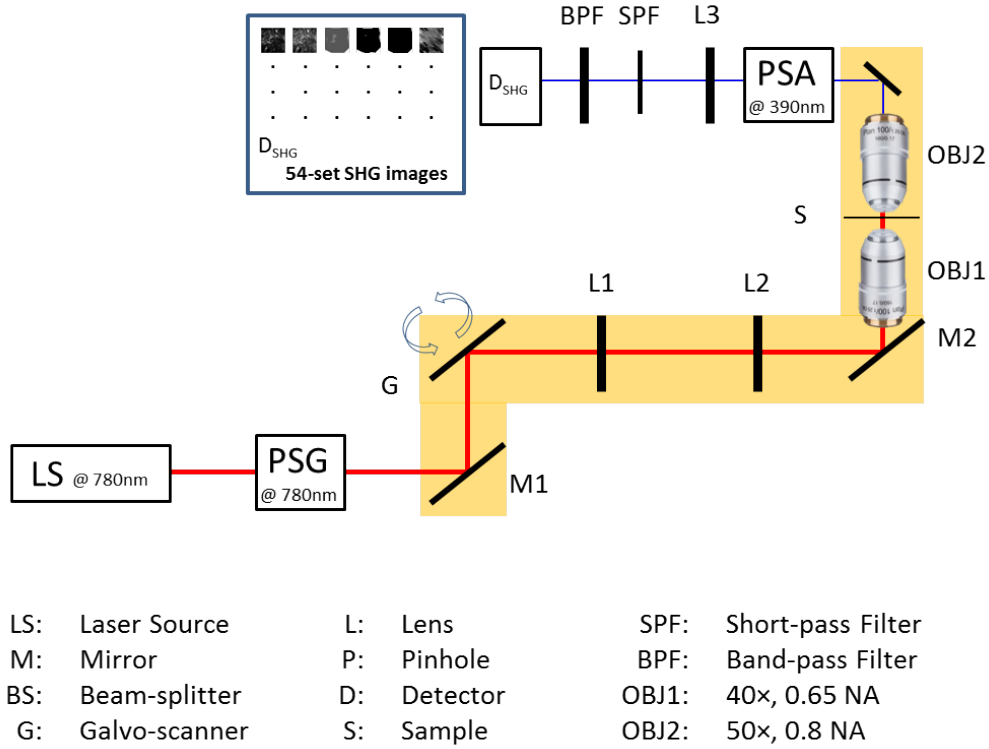 BPF SPF L3
D_SHG
PSA
@ 390nm
D_SHG
54-set SHG images
OBJ2
S
OBJ1
L1 L2
M2
G
LS @ 780nm
PSG
@ 780nm
M1
LS: Laser Source L: Lens SPF: Short-pass Filter
M: Mirror P: Pinhole BPF: Band-pass Filter
BS: Beam-splitter D: Detector OBJ1: 40×, 0.65 NA
G: Galvo-scanner S: Sample OBJ2: 50×, 0.8 NA